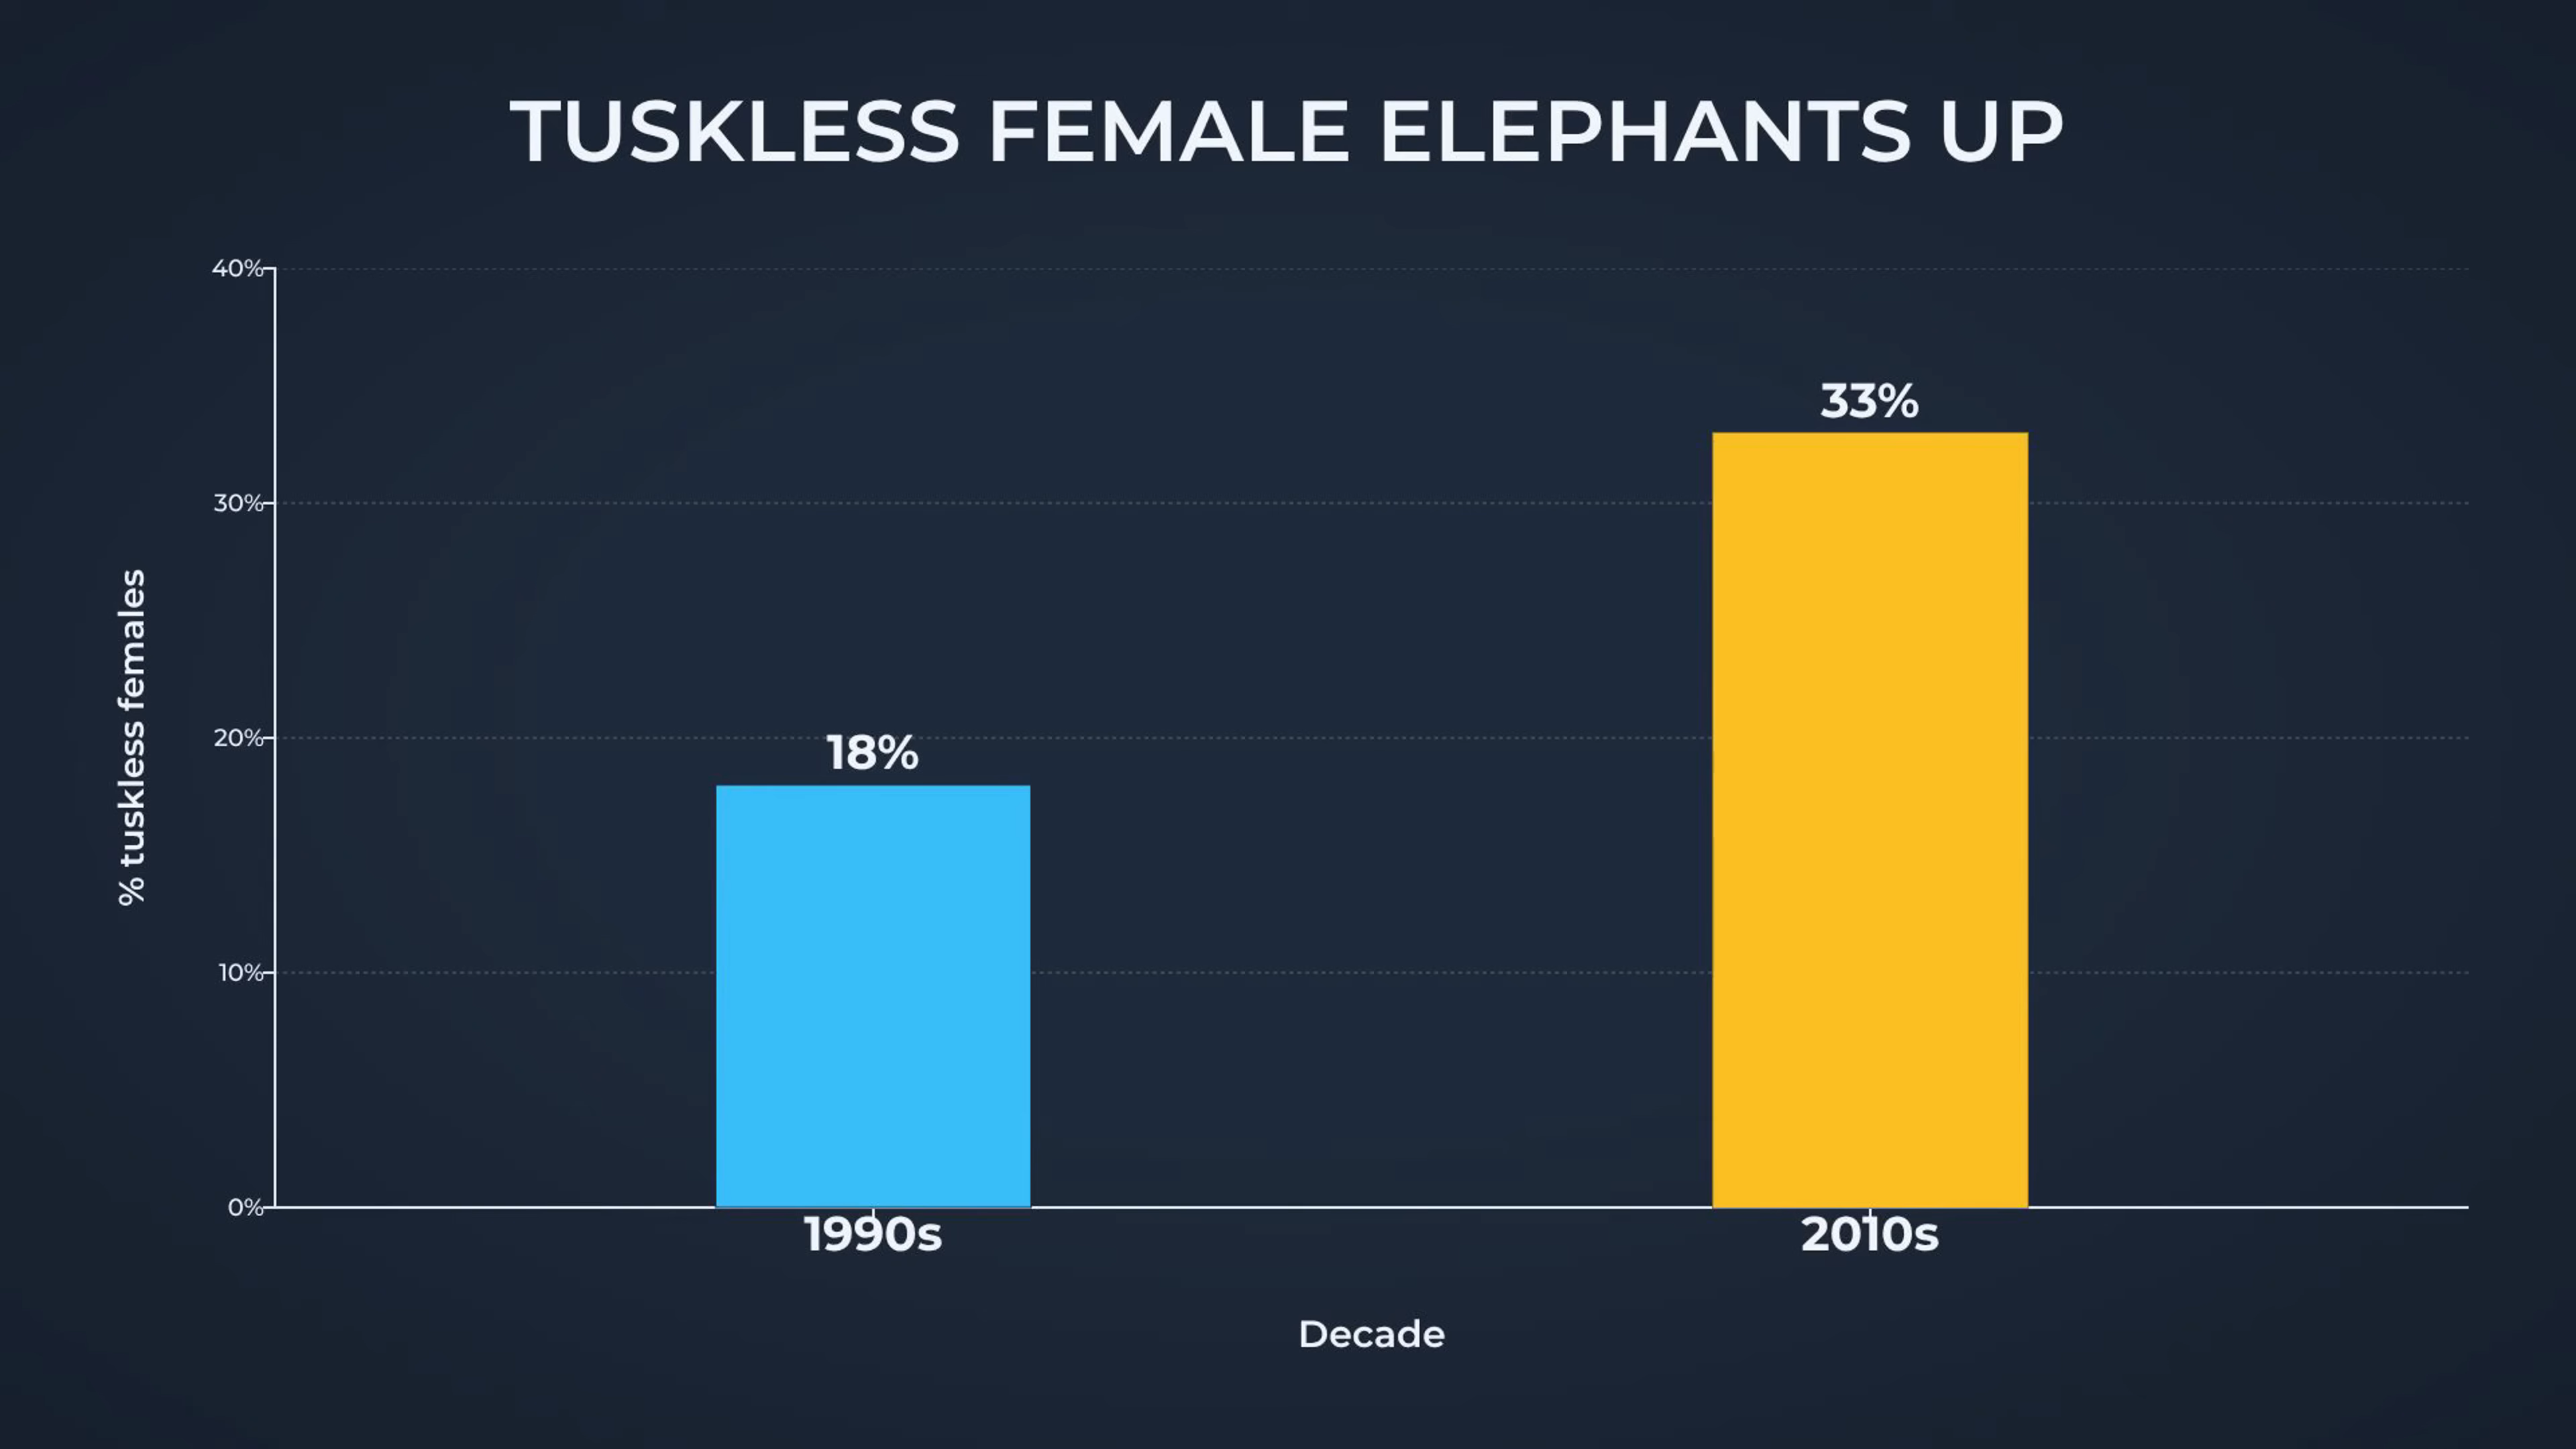 TUSKLESS FEMALE ELEPHANTS UP
40%
30%
20%
10%
0%
% tuskless females
18%
33%
1990s
2010s
Decade